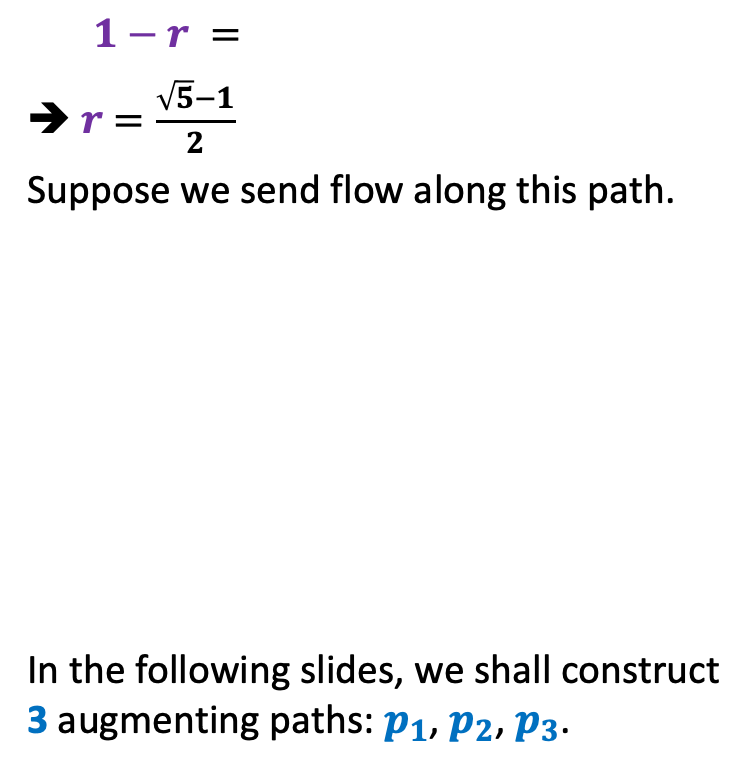 1 − r =
➔ r = (√5−1)/2
Suppose we send flow along this path.
In the following slides, we shall construct
3 augmenting paths: p₁, p₂, p₃.